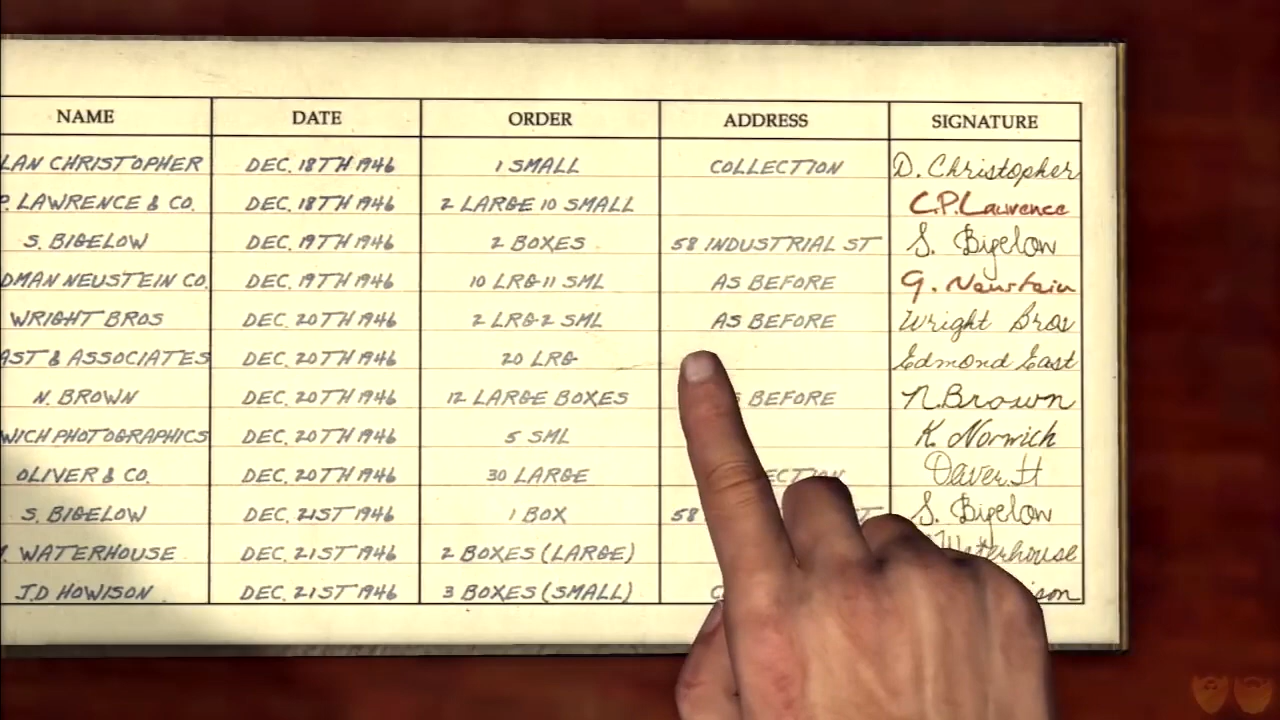 NAME DATE ORDER ADDRESS SIGNATURE
LAN CHRISTOPHER DEC. 18TH 1946 1 SMALL COLLECTION D. Christopher
P. LAWRENCE & CO. DEC. 18TH 1946 2 LARGE 10 SMALL C.P. Lawrence
S. BIGELOW DEC. 19TH 1946 2 BOXES 58 INDUSTRIAL ST S. Bigelow
DMAN NEUSTEIN CO. DEC. 19TH 1946 10 LRG 11 SML AS BEFORE G. Neustein
WRIGHT BROS DEC. 20TH 1946 2 LRG 2 SML AS BEFORE Wright Bros
AST & ASSOCIATES DEC. 20TH 1946 20 LRG Edmond East
N. BROWN DEC. 20TH 1946 12 LARGE BOXES BEFORE N. Brown
WICH PHOTOGRAPHICS DEC. 20TH 1946 5 SML K. Norwich
OLIVER & CO. DEC. 20TH 1946 30 LARGE
S. BIGELOW DEC. 21ST 1946 1 BOX 58 S. Bigelow
WATERHOUSE DEC. 21ST 1946 2 BOXES (LARGE) Waterhouse
J.D HOWISON DEC. 21ST 1946 3 BOXES (SMALL)